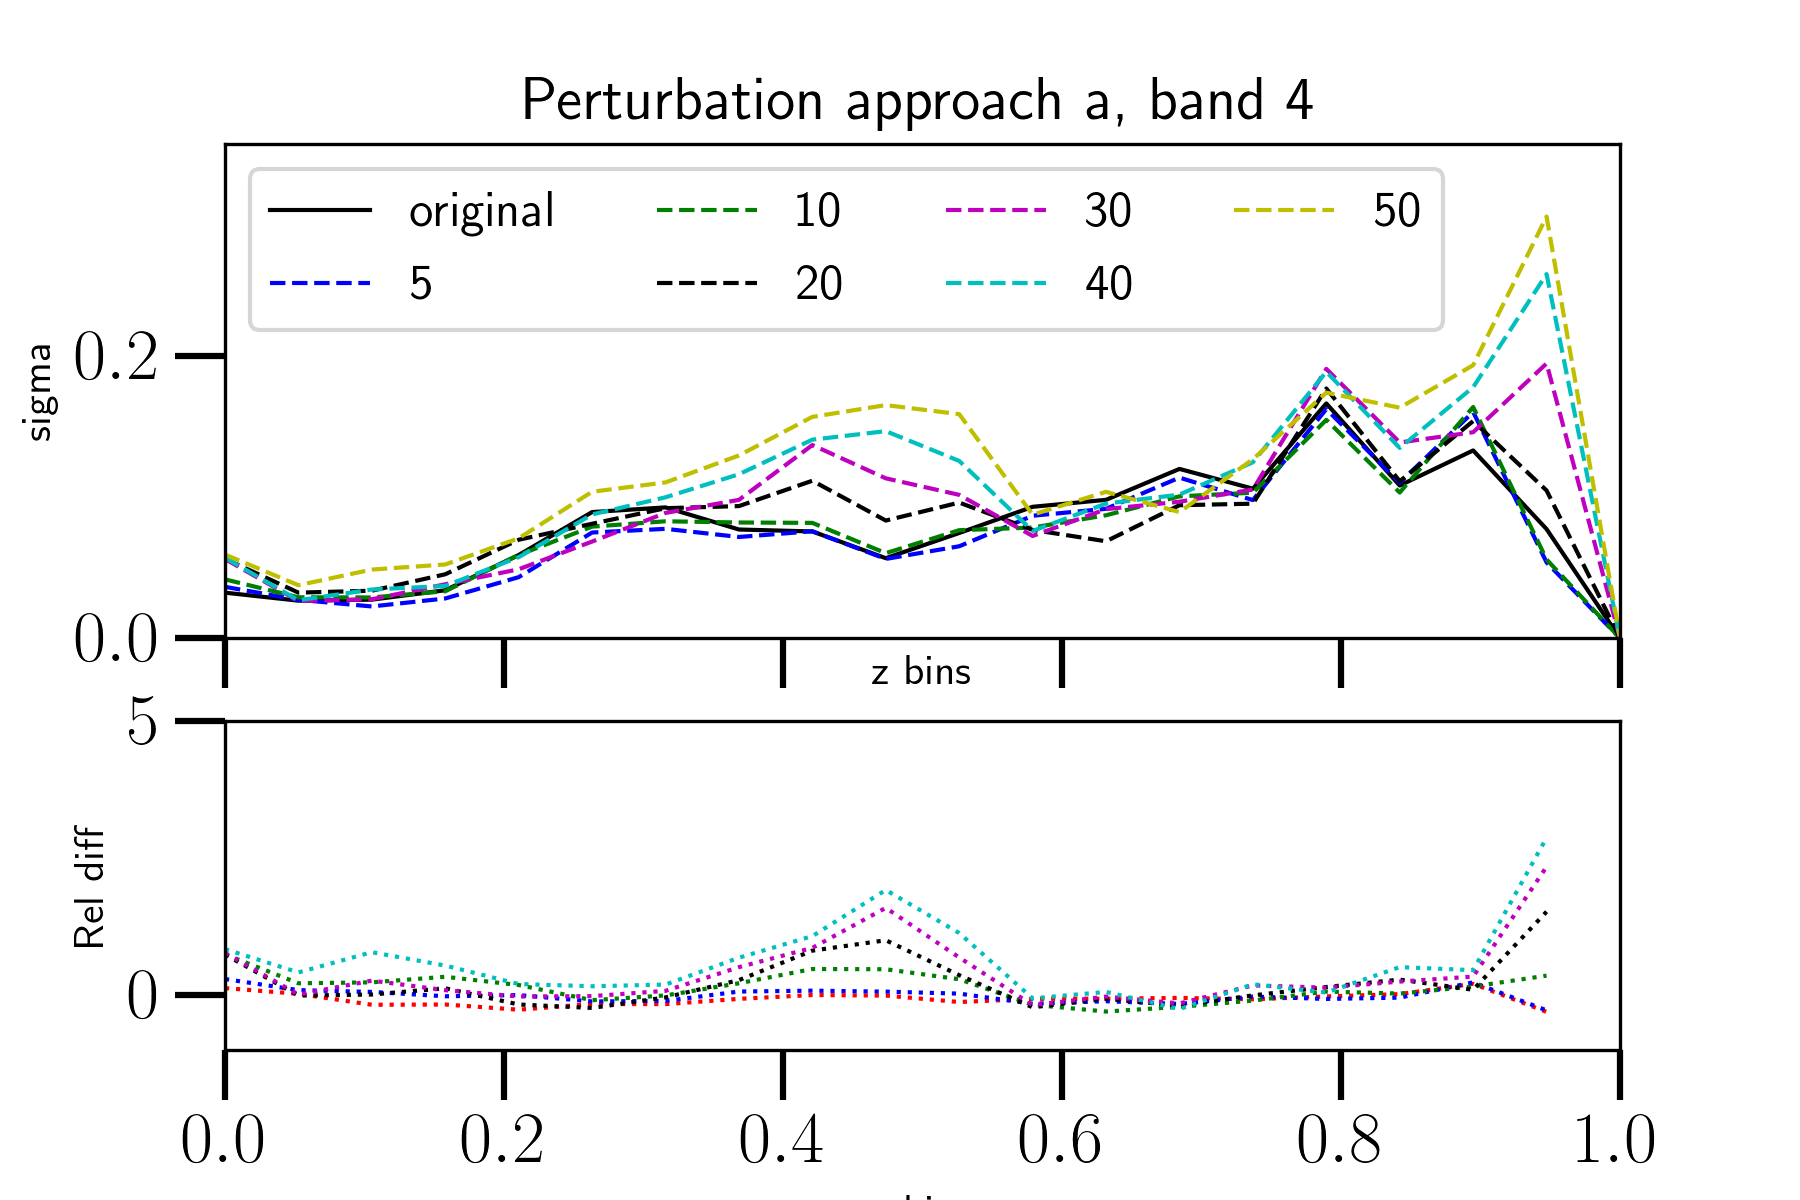 Perturbation approach a, band 4
original 10 30 50
5 20 40
sigma
0.2
0.0
z bins
Rel diff
5
0
0.0 0.2 0.4 0.6 0.8 1.0